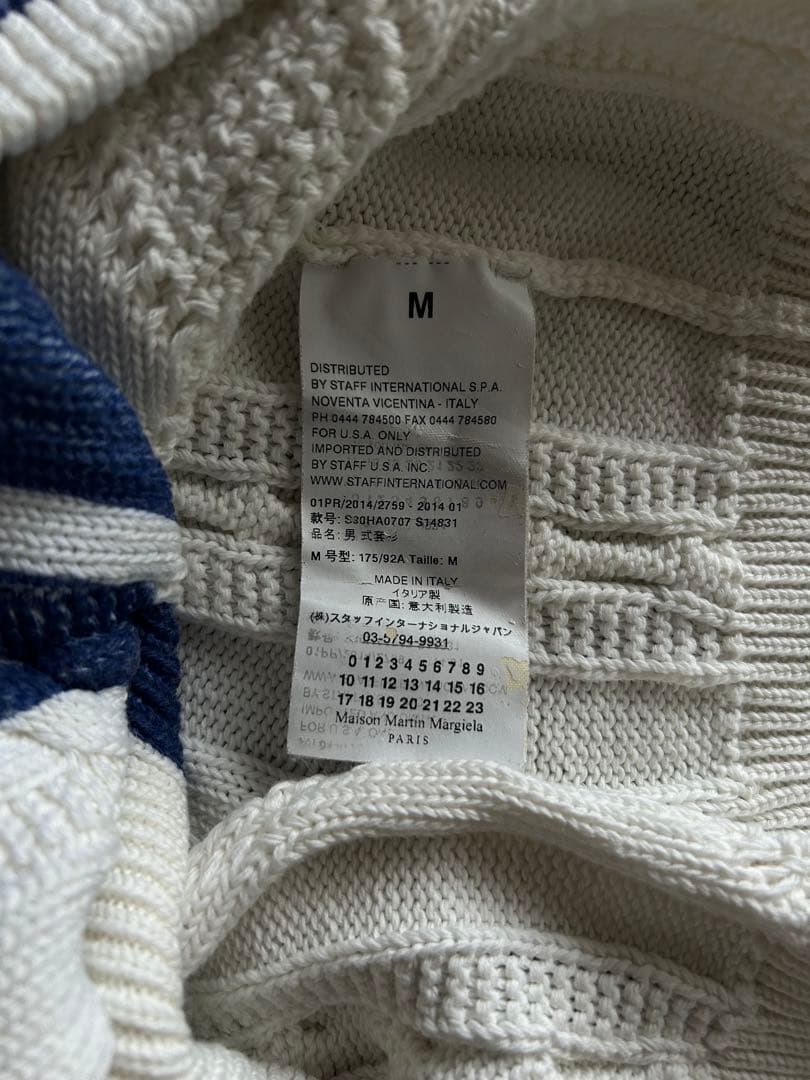 M
DISTRIBUTED
BY STAFF INTERNATIONAL S.P.A.
NOVENTA VICENTINA - ITALY
PH 0444 784500 FAX 0444 784580
FOR U.S.A. ONLY
IMPORTED AND DISTRIBUTED
BY STAFF U.S.A. INC.
WWW.STAFFINTERNATIONAL.COM
01PR/2014/2759 - 2014 01
款号: S30HA0707 S14831
品名: 男 式套衫
M 号型: 175/92A Taille: M
MADE IN ITALY
イタリア製
原产国: 意大利製造
(株)スタッフインターナショナルジャパン
03-5794-9931
0 1 2 3 4 5 6 7 8 9
10 11 12 13 14 15 16
17 18 19 20 21 22 23
Maison Martin Margiela
PARIS